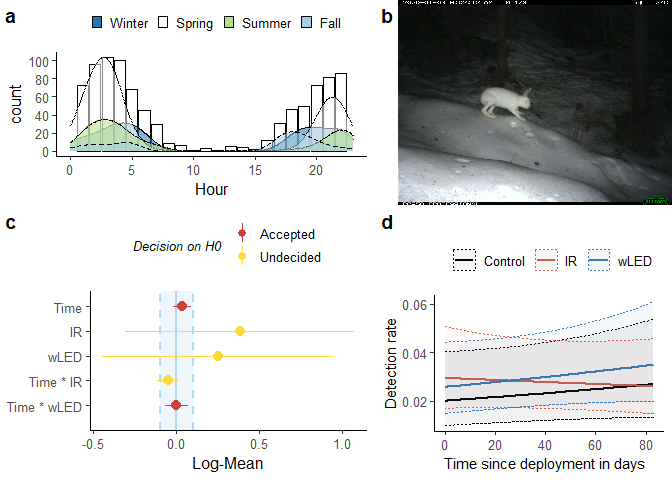 a
Winter Spring Summer Fall
count
100
80
60
40
20
0
0 5 10 15 20
Hour
b
c
Decision on H0
Accepted
Undecided
Time
IR
wLED
Time * IR
Time * wLED
-0.5 0.0 0.5 1.0
Log-Mean
d
Control IR wLED
Detection rate
0.06
0.04
0.02
0 20 40 60 80
Time since deployment in days